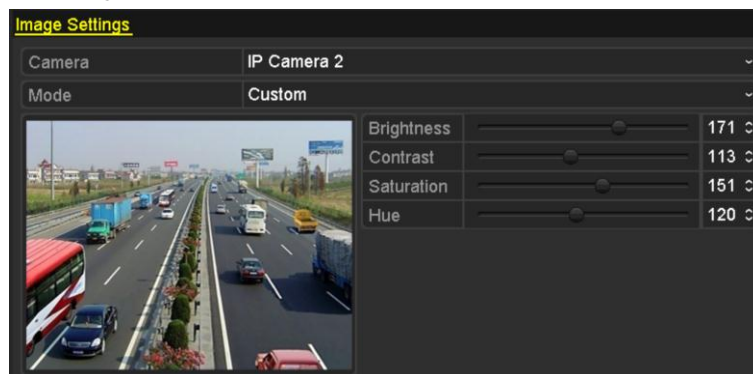 Image Settings
Camera IP Camera 2
Mode Custom
Brightness 171
Contrast 113
Saturation 151
Hue 120